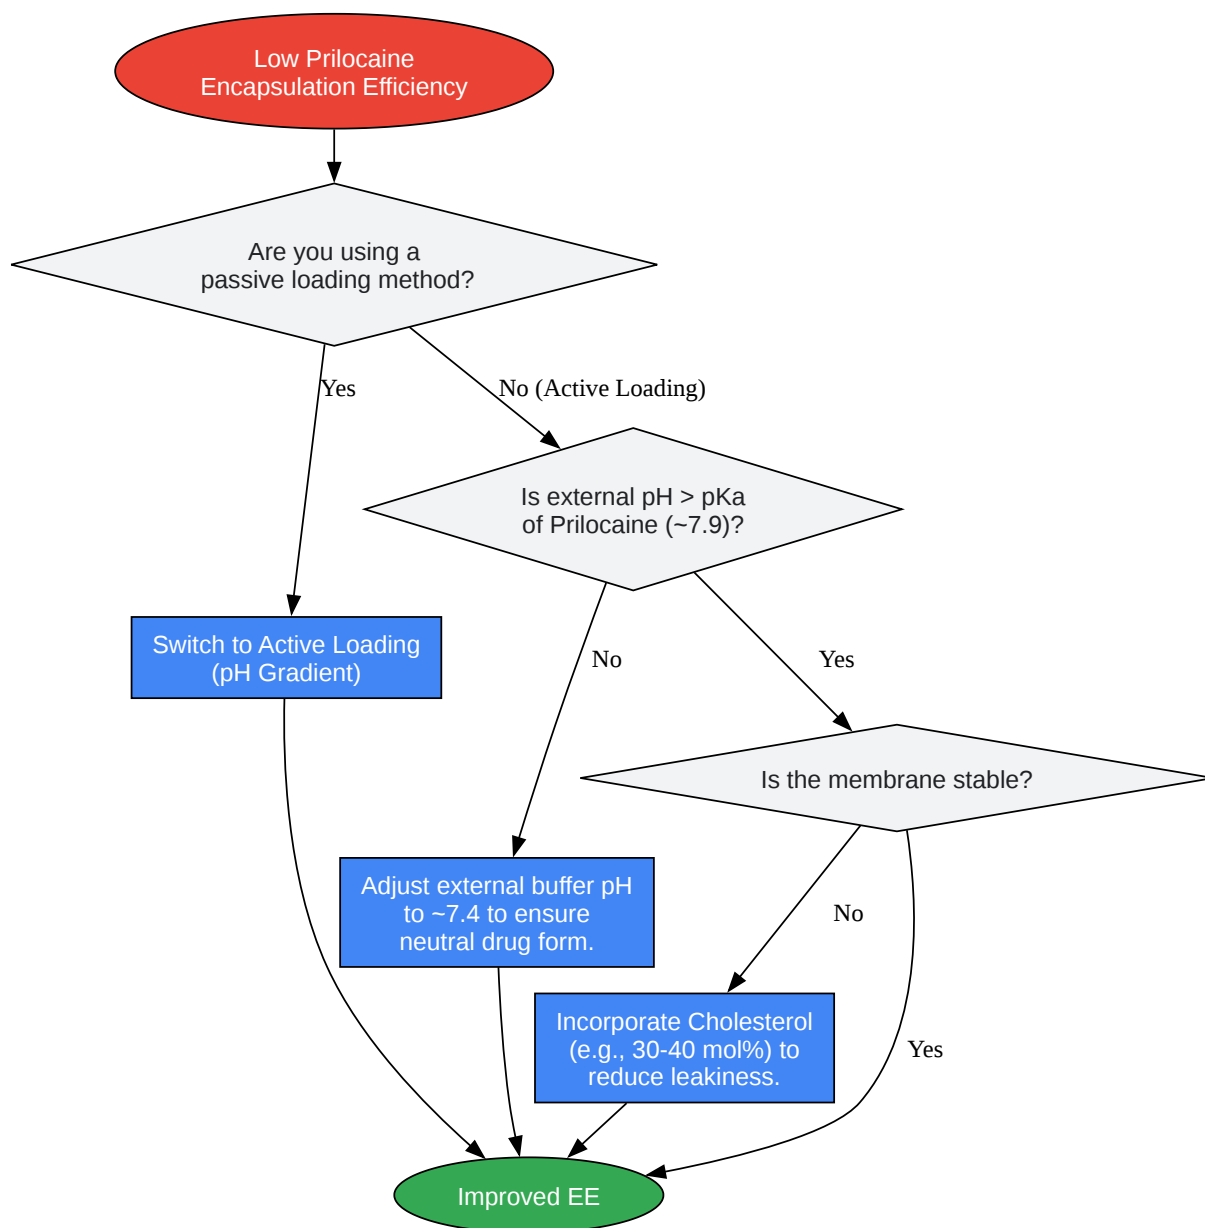 Low Prilocaine
Encapsulation Efficiency
Are you using a
passive loading method?
Yes
No (Active Loading)
Is external pH > pKa
of Prilocaine (~7.9)?
Switch to Active Loading
(pH Gradient)
No
Yes
Is the membrane stable?
Adjust external buffer pH
to ~7.4 to ensure
neutral drug form.
No
Incorporate Cholesterol
(e.g., 30-40 mol%) to
reduce leakiness.
Yes
Improved EE